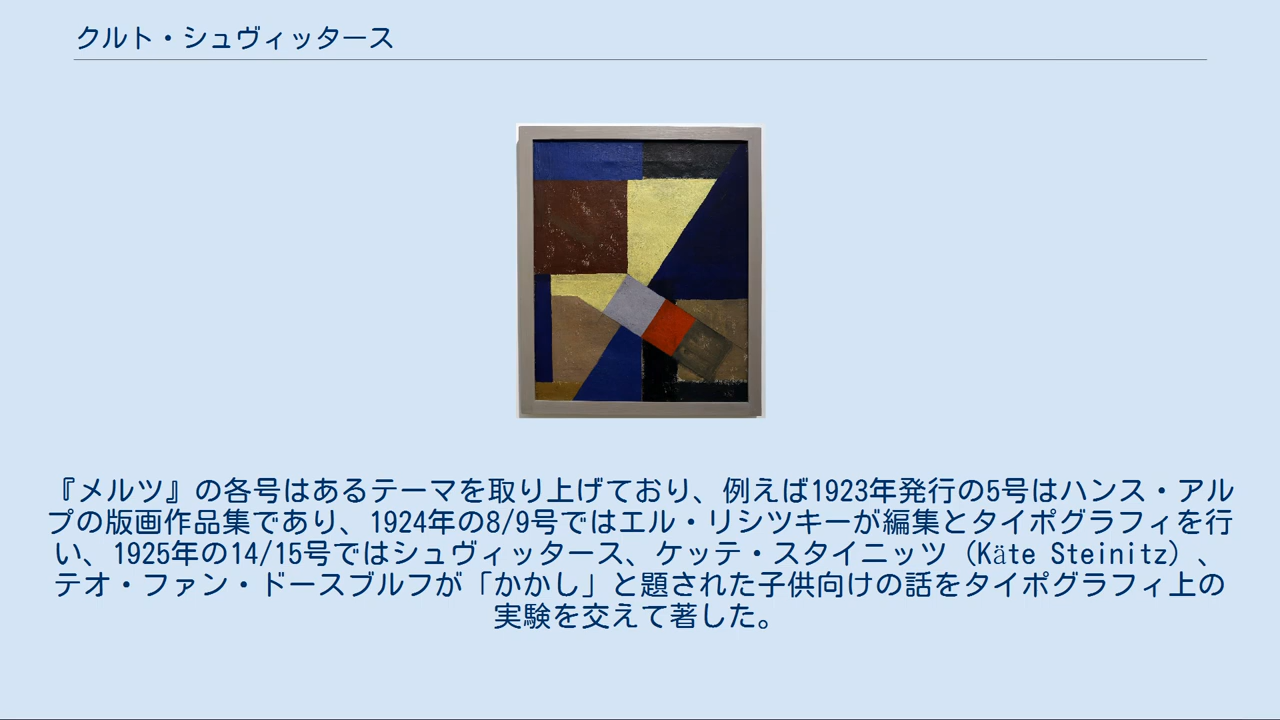 クルト・シュヴィッタース
『メルツ』の各号はあるテーマを取り上げており、例えば1923年発行の5号はハンス・アル
プの版画作品集であり、1924年の8/9号ではエル・リシツキーが編集とタイポグラフィを行
い、1925年の14/15号ではシュヴィッタース、ケッテ・スタイニッツ（Käte Steinitz）、
テオ・ファン・ドースブルフが「かかし」と題された子供向けの話をタイポグラフィ上の
実験を交えて著した。